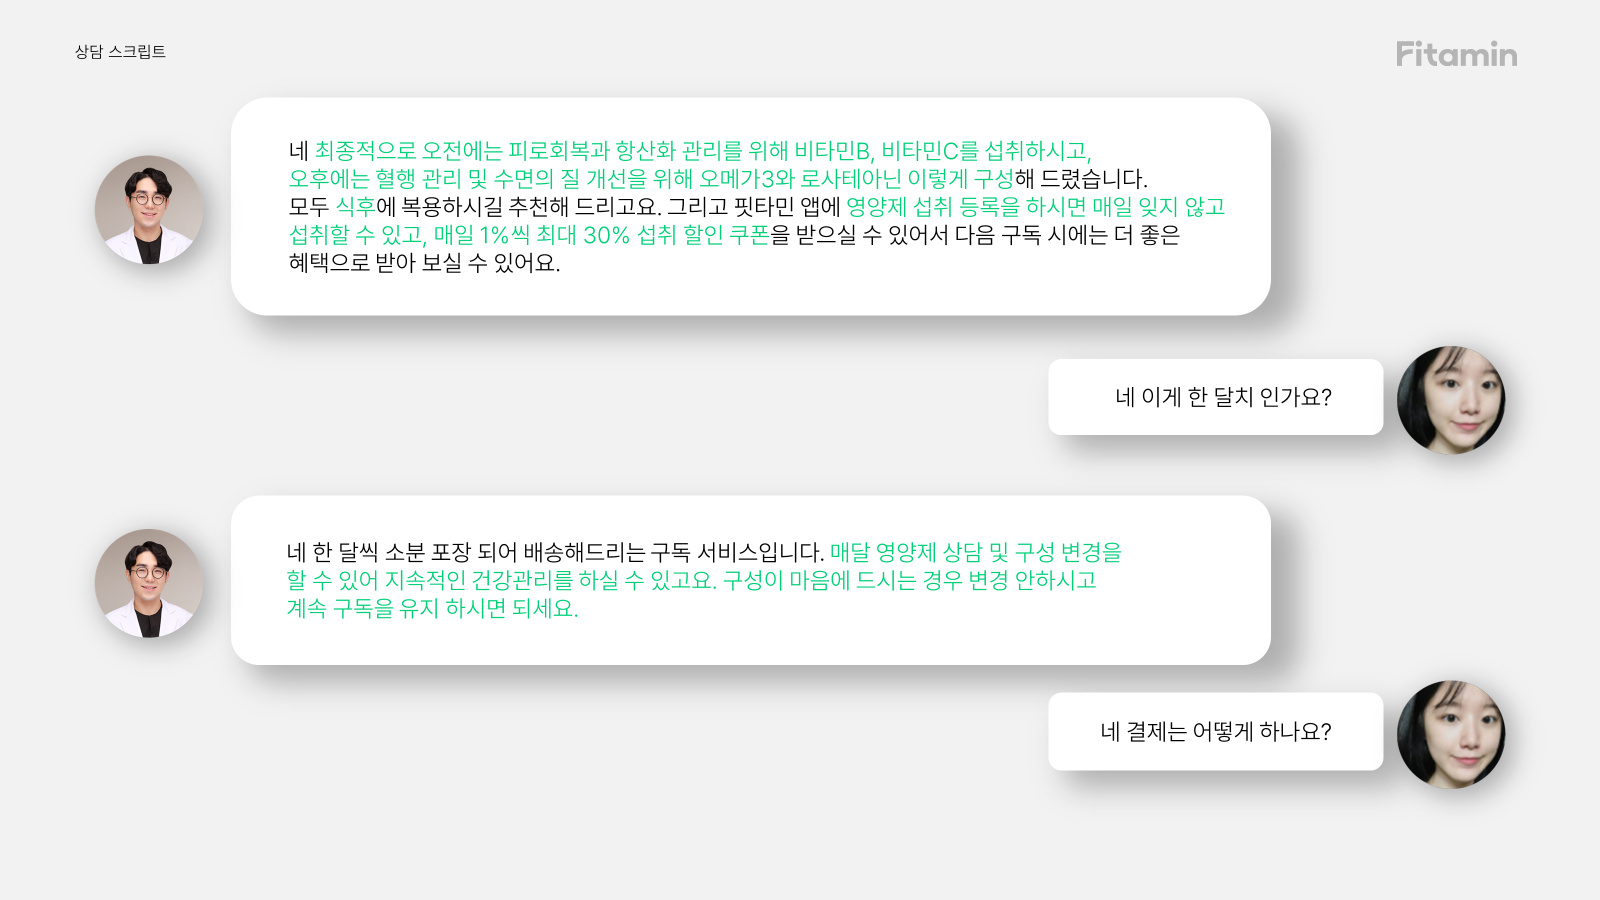 상담 스크립트
Fitamin
네 최종적으로 오전에는 피로회복과 항산화 관리를 위해 비타민B, 비타민C를 섭취하시고,
오후에는 혈행 관리 및 수면의 질 개선을 위해 오메가3와 로사테아닌 이렇게 구성해 드렸습니다.
모두 식후에 복용하시길 추천해 드리고요. 그리고 핏타민 앱에 영양제 섭취 등록을 하시면 매일 잊지 않고
섭취할 수 있고, 매일 1%씩 최대 30% 섭취 할인 쿠폰을 받으실 수 있어서 다음 구독 시에는 더 좋은
혜택으로 받아 보실 수 있어요.
네 이게 한 달치 인가요?
네 한 달씩 소분 포장 되어 배송해드리는 구독 서비스입니다. 매달 영양제 상담 및 구성 변경을
할 수 있어 지속적인 건강관리를 하실 수 있고요. 구성이 마음에 드시는 경우 변경 안하시고
계속 구독을 유지 하시면 되세요.
네 결제는 어떻게 하나요?